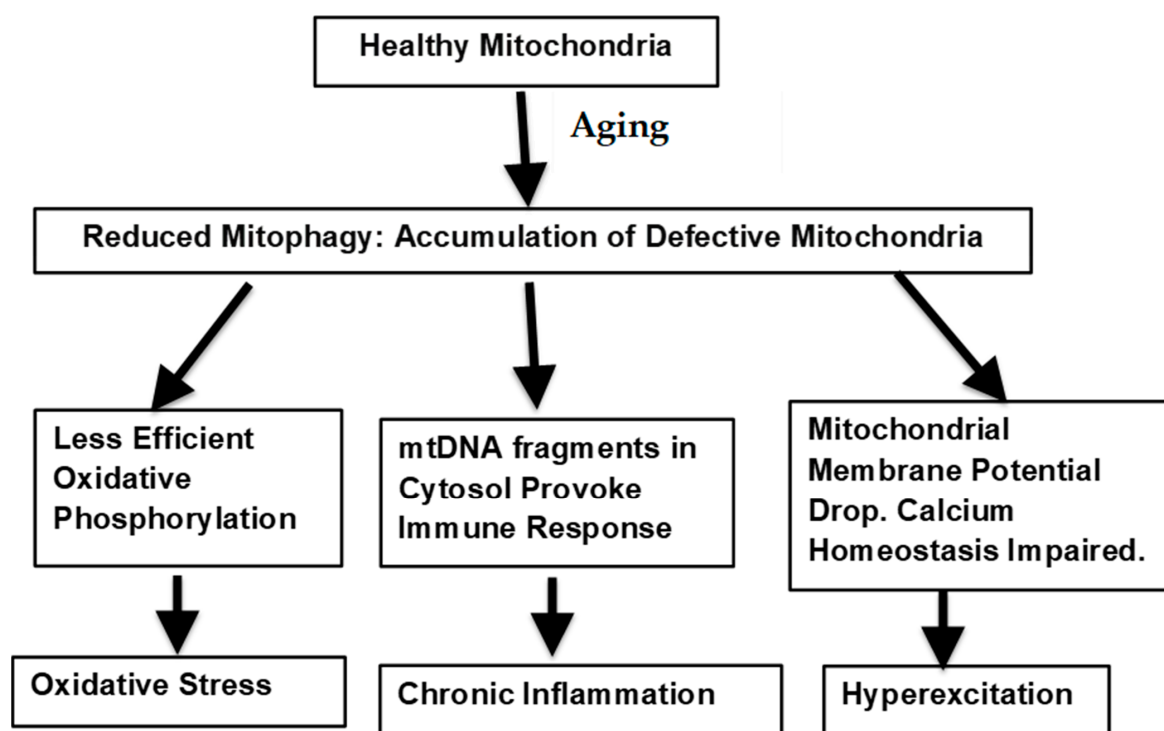 Healthy Mitochondria
Aging
Reduced Mitophagy: Accumulation of Defective Mitochondria
Less Efficient
Oxidative
Phosphorylation
mtDNA fragments in
Cytosol Provoke
Immune Response
Mitochondrial
Membrane Potential
Drop. Calcium
Homeostasis Impaired.
Oxidative Stress
Chronic Inflammation
Hyperexcitation